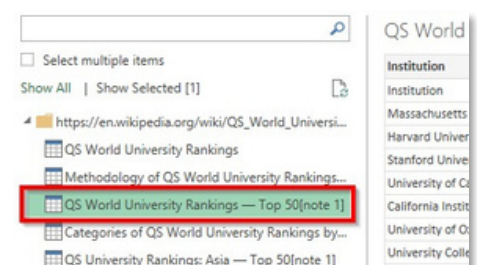 QS World
Select multiple items
Show All | Show Selected [1]
https://en.wikipedia.org/wiki/QS_World_Universi...
QS World University Rankings
Methodology of QS World University Rankings...
QS World University Rankings — Top 50[note 1]
Categories of QS World University Rankings by...
QS University Rankings: Asia — Top 50[note 1]
Institution
Institution
Massachusetts
Harvard Univer
Stanford Unive
University of Ca
California Instit
University of O
University Colle